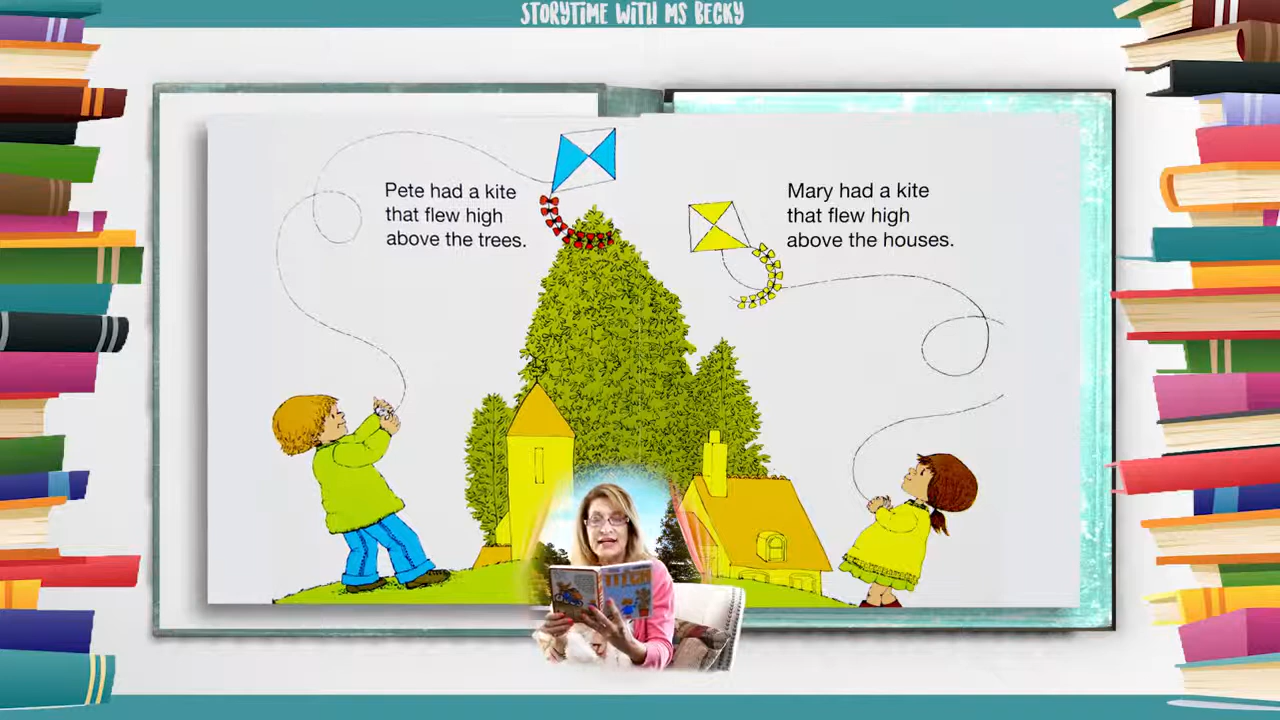 STORYTIME WITH MS BECKY
Pete had a kite
that flew high
above the trees.
Mary had a kite
that flew high
above the houses.
TITCH